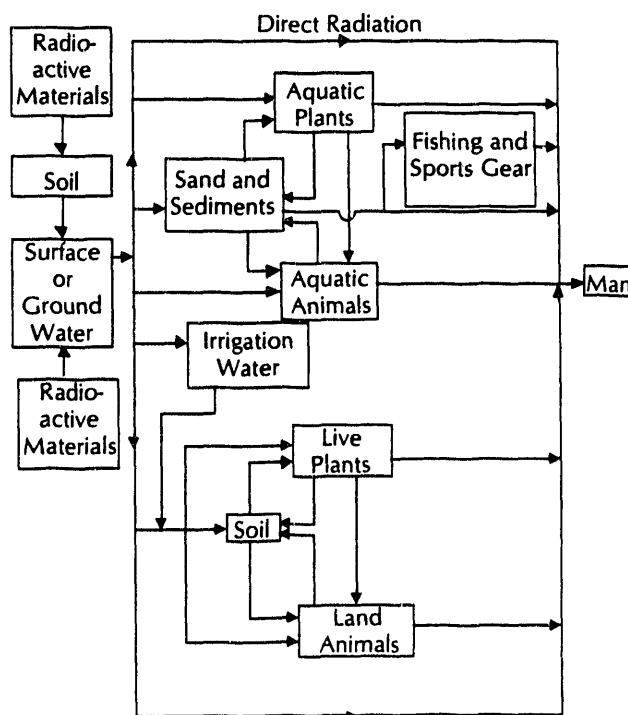 Direct Radiation
Radio-
active
Materials
Soil
Surface
or
Ground
Water
Radio-
active
Materials
Aquatic
Plants
Fishing and
Sports Gear
Sand and
Sediments
Aquatic
Animals
Man
Irrigation
Water
Live
Plants
Soil
Land
Animals